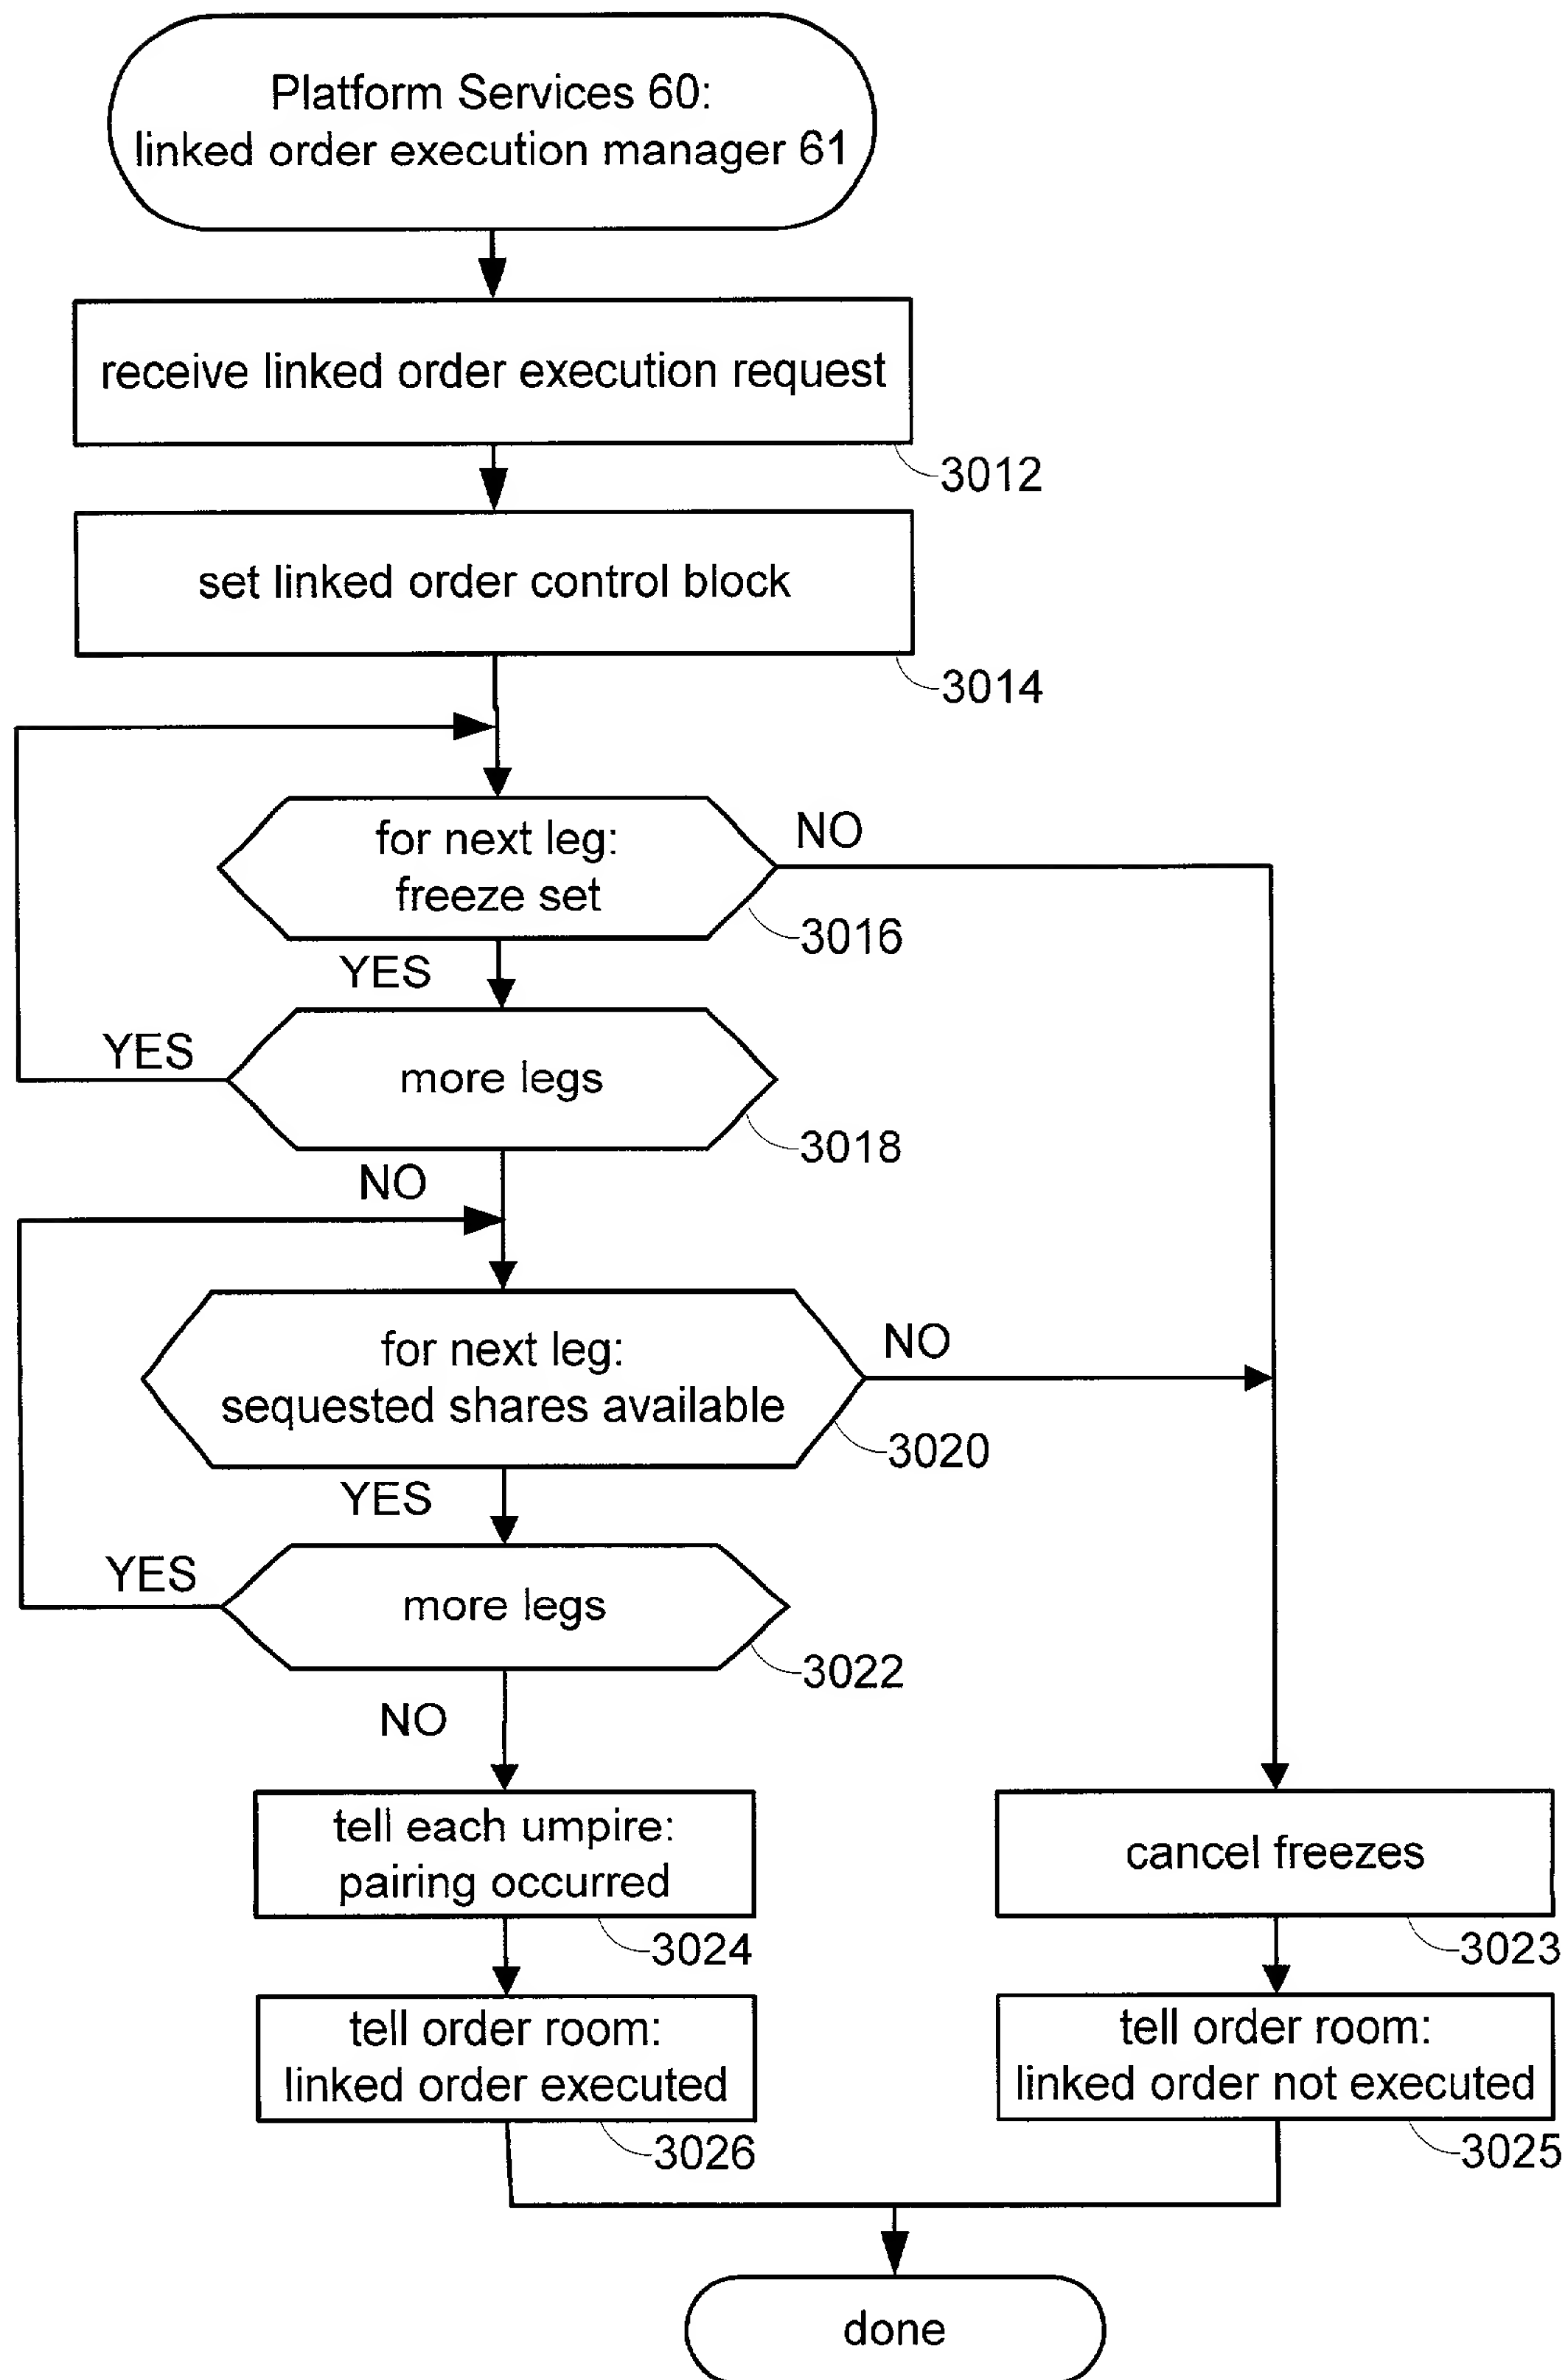 Platform Services 60:
linked order execution manager 61
receive linked order execution request
3012
set linked order control block
3014
for next leg:
freeze set
NO
3016
YES
more legs
YES
3018
NO
for next leg:
sequested shares available
NO
3020
YES
more legs
YES
3022
NO
tell each umpire:
pairing occurred
3024
cancel freezes
3023
tell order room:
linked order executed
3026
tell order room:
linked order not executed
3025
done